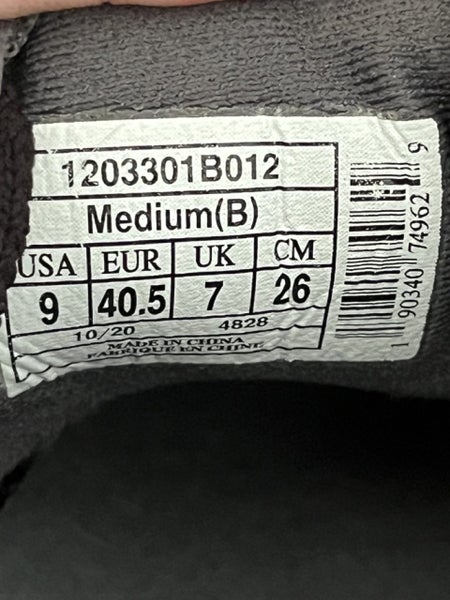 1203301B012
Medium(B)
USA EUR UK CM
9 40.5 7 26
10/20 4828
MADE IN CHINA
FABRIQUE EN CHINE
1 90340 74962 9